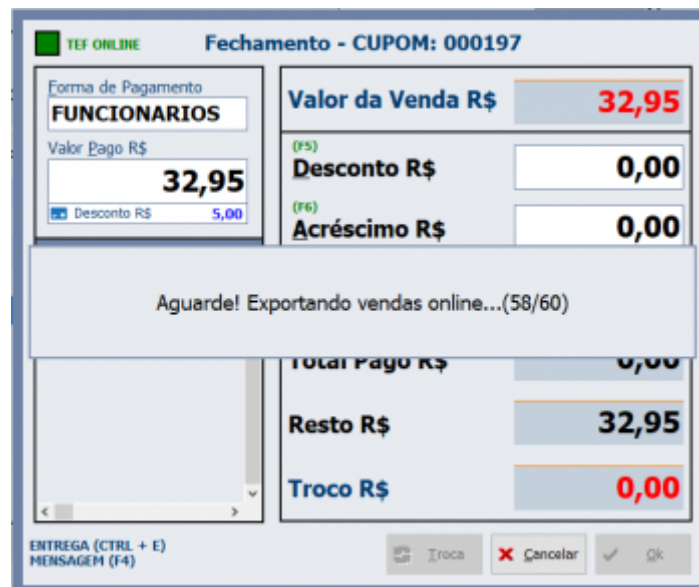 TEF ONLINE
Fechamento - CUPOM: 000197
Forma de Pagamento
FUNCIONARIOS
Valor Pago R$
32,95
Desconto R$ 5,00
Valor da Venda R$ 32,95
(F5)
Desconto R$ 0,00
(F6)
Acréscimo R$ 0,00
Aguarde! Exportando vendas online...(58/60)
Total Pago R$ 0,00
Resto R$ 32,95
Troco R$ 0,00
ENTREGA (CTRL + E)
MENSAGEM (F4)
Troca
Cancelar
Ok